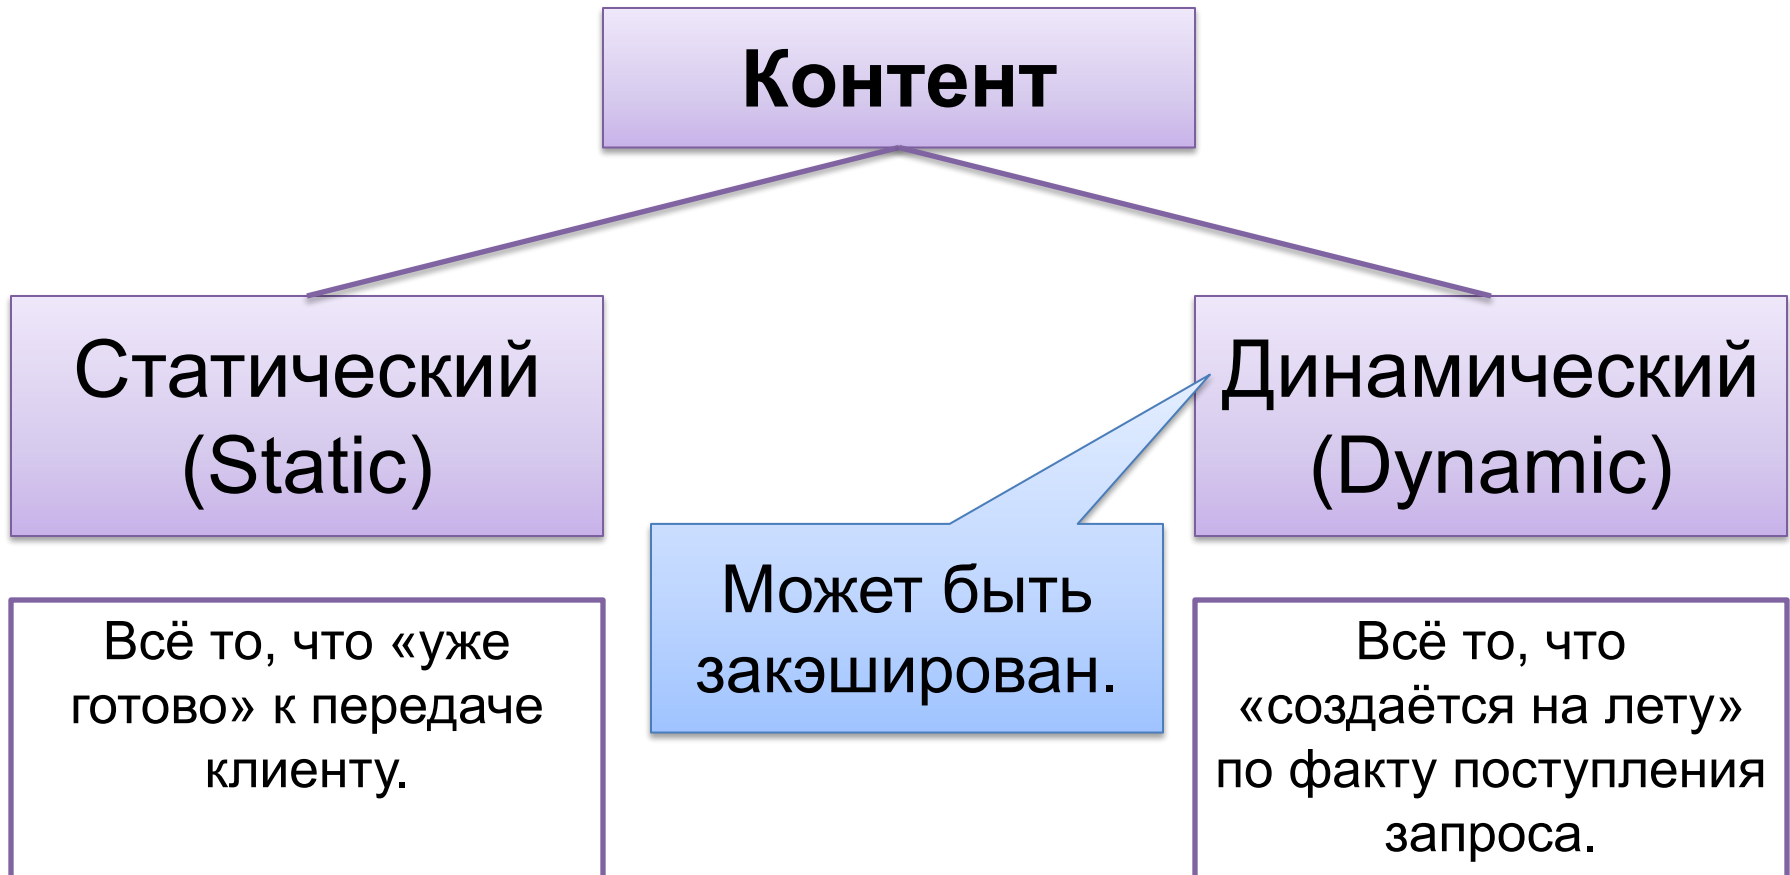 Контент
Статический
(Static)
Динамический
(Dynamic)
Может быть
закэширован.
Всё то, что «уже
готово» к передаче
клиенту.
Всё то, что
«создаётся на лету»
по факту поступления
запроса.